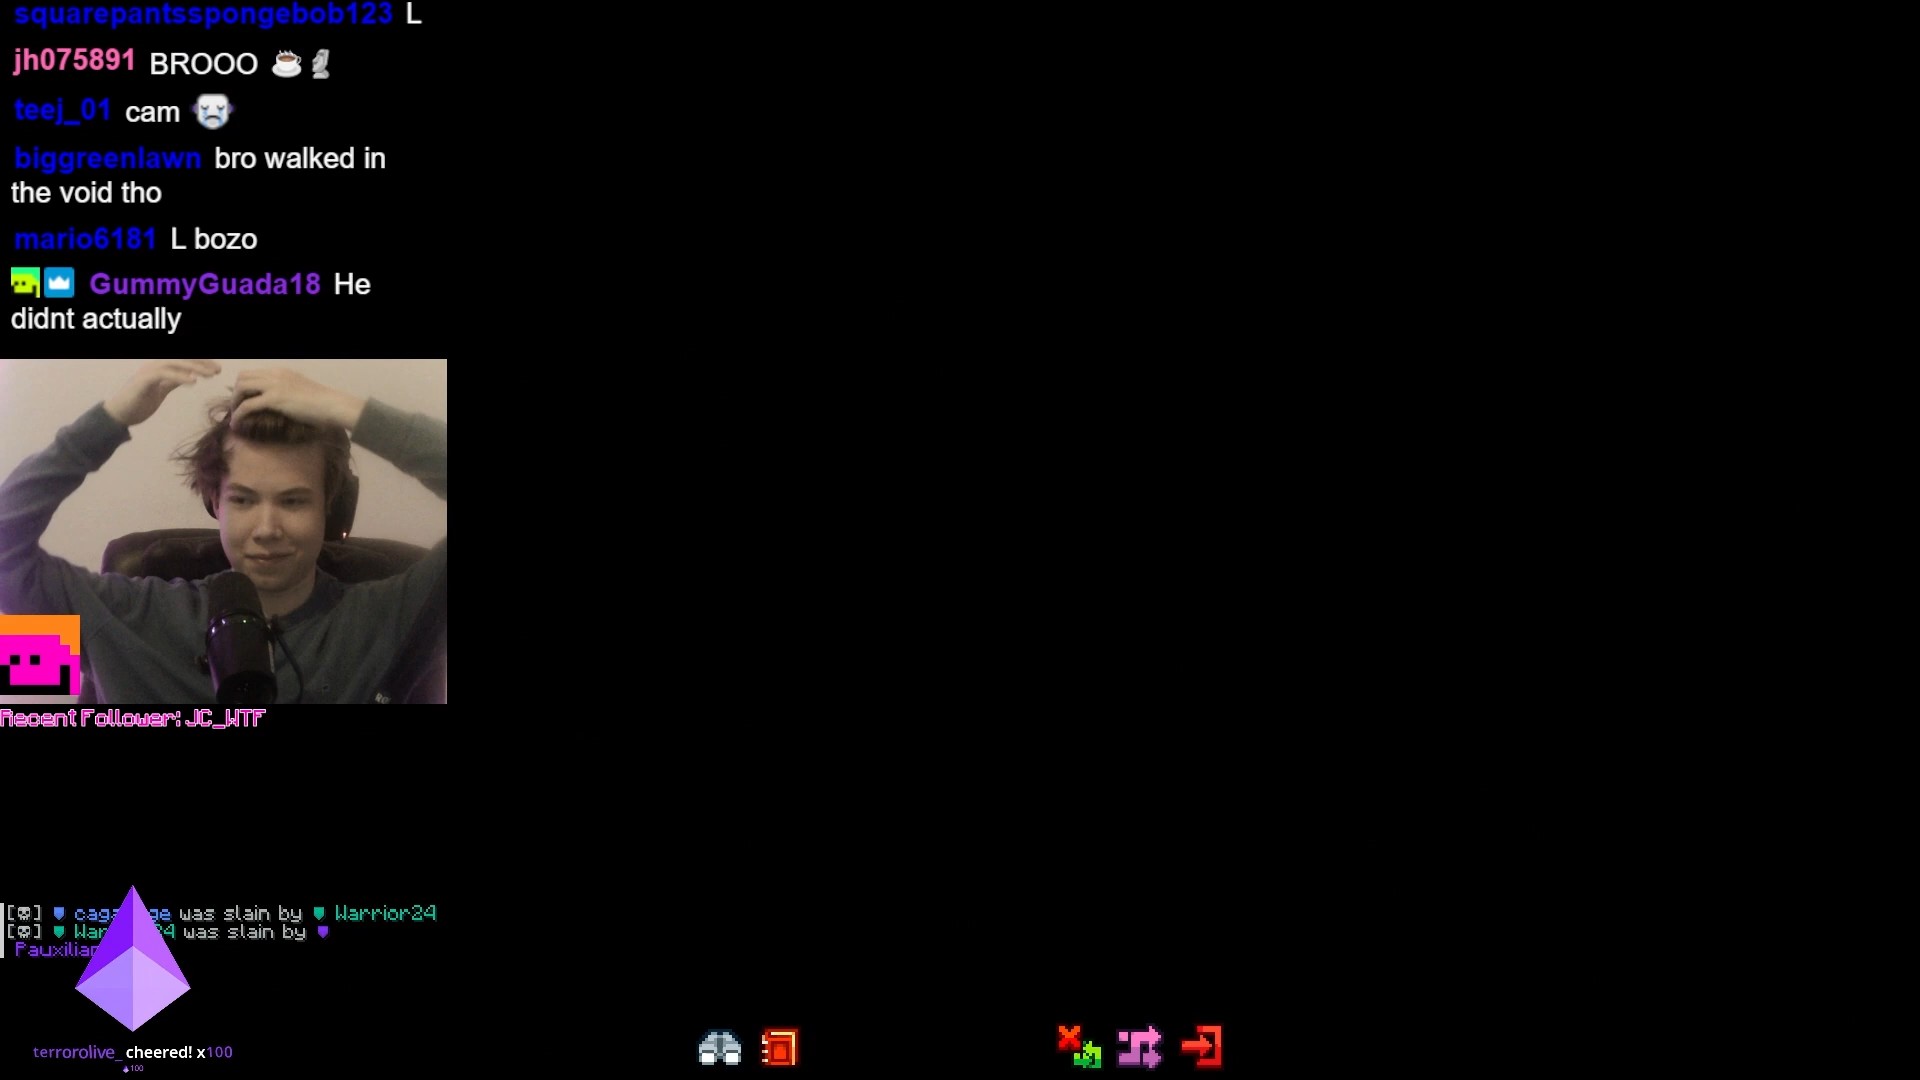 squarepantsspongebob123 L
jh075891 BROOO
teej_01 cam
biggreenlawn bro walked in
the void tho
mario6181 L bozo
GummyGuada18 He
didnt actually
Recent Follower: JC_WTF
was slain by Warrior24
was slain by
terrorolive_ cheered! x100
100